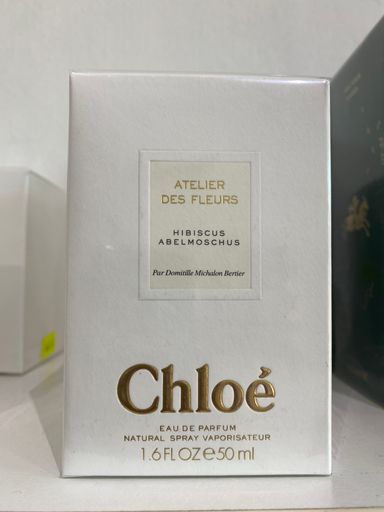 ATELIER
DES FLEURS
HIBISCUS
ABELMOSCHUS
Par Domitille Michalon Bertier
Chloé
EAU DE PARFUM
NATURAL SPRAY VAPORISATEUR
1.6 FL OZ e 50 ml